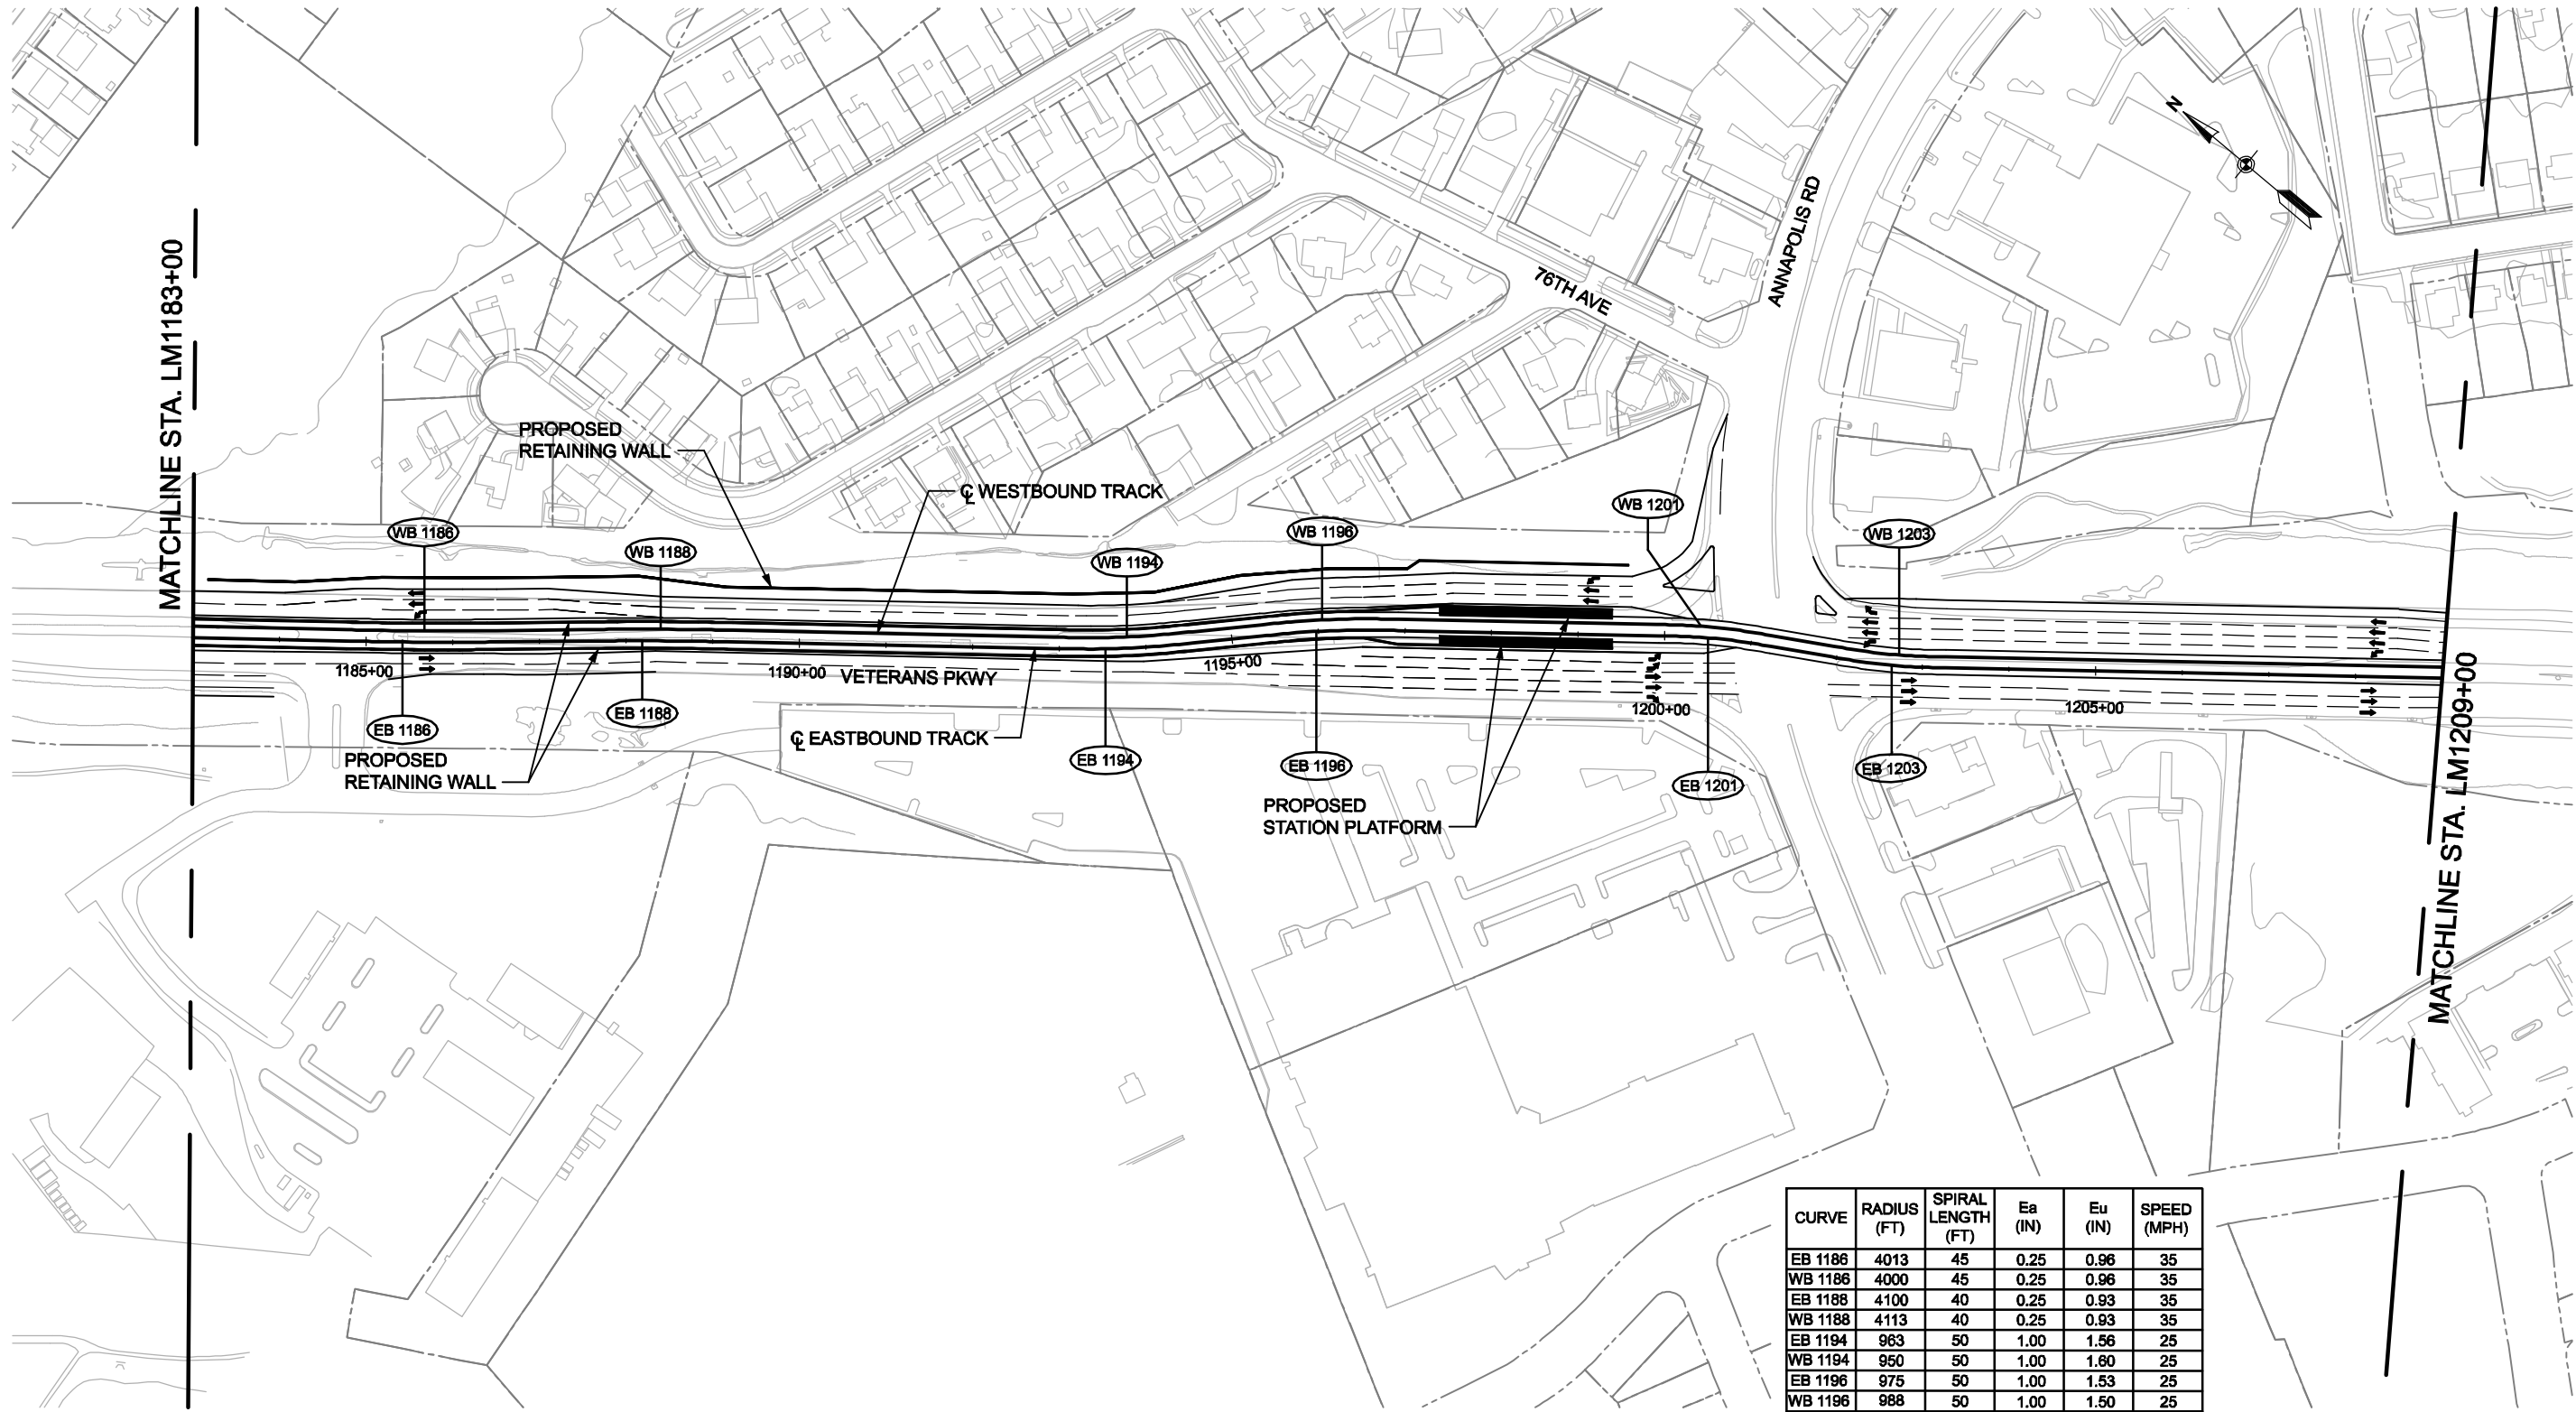 N
ANNAPOLIS RD
76TH AVE
MATCHLINE STA. LM1183+00
PROPOSED
RETAINING WALL
℄ WESTBOUND TRACK
WB 1186
WB 1188
WB 1194
WB 1196
WB 1201
WB 1203
1185+00
1190+00
VETERANS PKWY
1195+00
1200+00
1205+00
EB 1186
EB 1188
℄ EASTBOUND TRACK
EB 1194
EB 1196
EB 1201
EB 1203
PROPOSED
RETAINING WALL
PROPOSED
STATION PLATFORM
MATCHLINE STA. LM1209+00
CURVE RADIUS (FT) SPIRAL LENGTH (FT) Ea (IN) Eu (IN) SPEED (MPH)
EB 1186 4013 45 0.25 0.96 35
WB 1186 4000 45 0.25 0.96 35
EB 1188 4100 40 0.25 0.93 35
WB 1188 4113 40 0.25 0.93 35
EB 1194 963 50 1.00 1.56 25
WB 1194 950 50 1.00 1.60 25
EB 1196 975 50 1.00 1.53 25
WB 1196 988 50 1.00 1.50 25